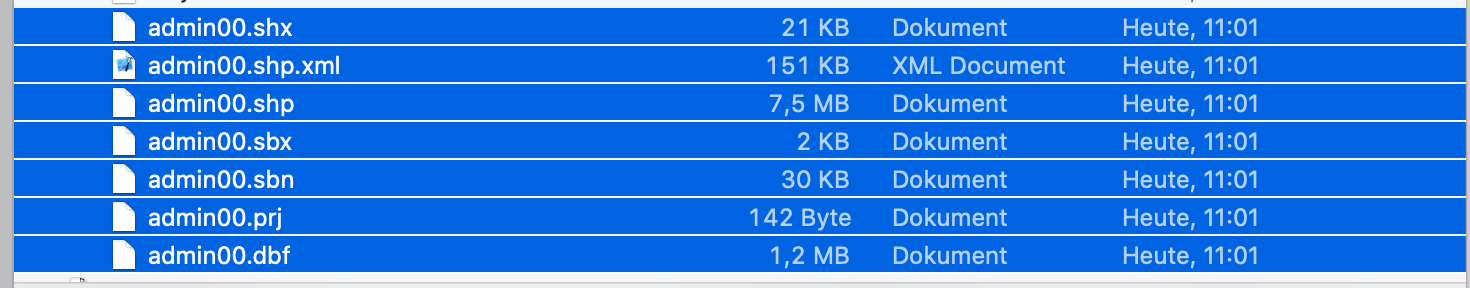 admin00.shx 21 KB Dokument Heute, 11:01
admin00.shp.xml 151 KB XML Document Heute, 11:01
admin00.shp 7,5 MB Dokument Heute, 11:01
admin00.sbx 2 KB Dokument Heute, 11:01
admin00.sbn 30 KB Dokument Heute, 11:01
admin00.prj 142 Byte Dokument Heute, 11:01
admin00.dbf 1,2 MB Dokument Heute, 11:01